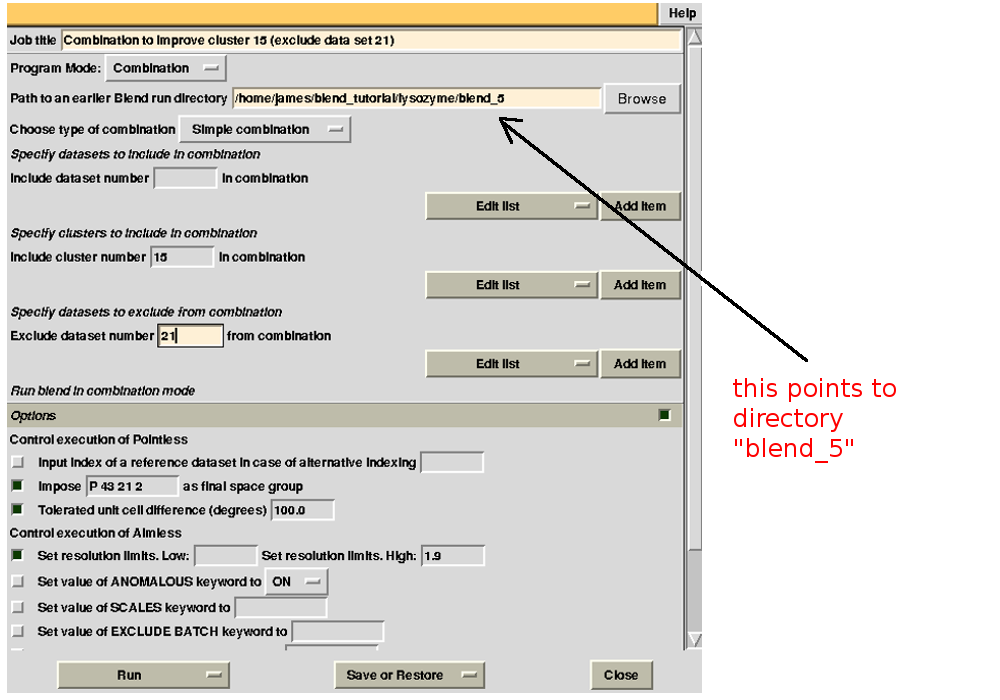 Help
Job title Combination to improve cluster 15 (exclude data set 21)
Program Mode: Combination
Path to an earlier Blend run directory /home/james/blend_tutorial/lysozyme/blend_5 Browse
Choose type of combination Simple combination
Specify datasets to include in combination
Include dataset number in combination
Edit list Add item
Specify clusters to include in combination
Include cluster number 15 in combination
Edit list Add item
Specify datasets to exclude from combination
Exclude dataset number 21 from combination
Edit list Add item
Run blend in combination mode
Options
Control execution of Pointless
Input index of a reference dataset in case of alternative indexing
Impose P 43 21 2 as final space group
Tolerated unit cell difference (degrees) 100.0
Control execution of Aimless
Set resolution limits. Low: Set resolution limits. High: 1.9
Set value of ANOMALOUS keyword to ON
Set value of SCALES keyword to
Set value of EXCLUDE BATCH keyword to
Run Save or Restore Close
this points to
directory
"blend_5"